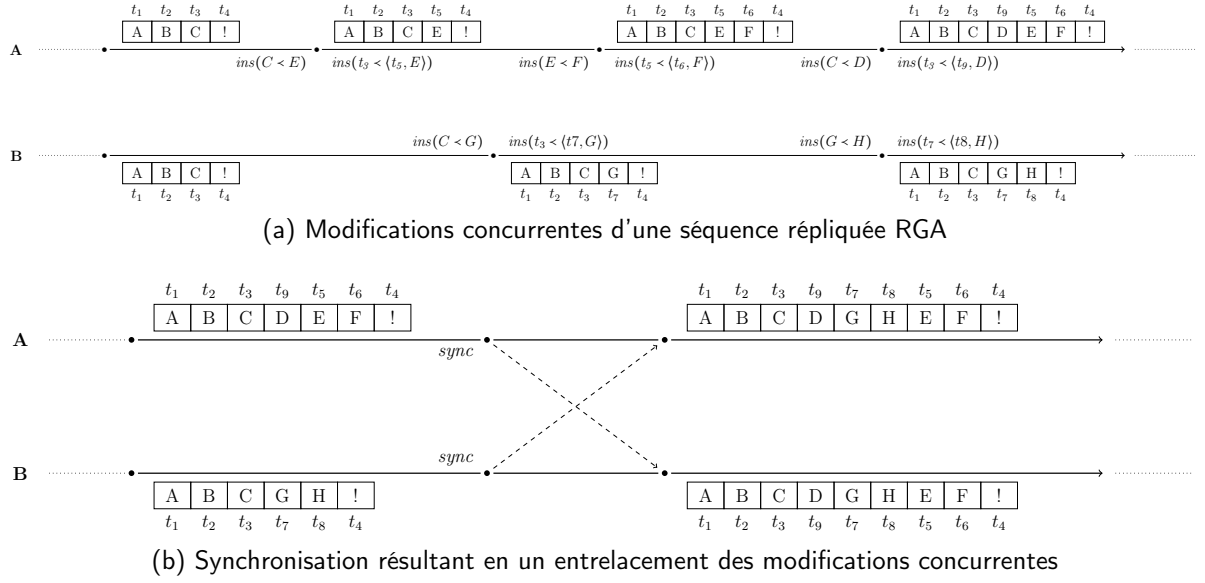 t₁ t₂ t₃ t₄ t₁ t₂ t₃ t₅ t₄ t₁ t₂ t₃ t₅ t₆ t₄ t₁ t₂ t₃ t₉ t₅ t₆ t₄
A B C ! A B C E ! A B C E F ! A B C D E F !
A
ins(C ≺ E) ins(t₃ ≺ ⟨t₅, E⟩) ins(E ≺ F) ins(t₅ ≺ ⟨t₆, F⟩) ins(C ≺ D) ins(t₃ ≺ ⟨t₉, D⟩)
ins(C ≺ G) ins(t₃ ≺ ⟨t7, G⟩) ins(G ≺ H) ins(t₇ ≺ ⟨t8, H⟩)
B
A B C ! A B C G ! A B C G H !
t₁ t₂ t₃ t₄ t₁ t₂ t₃ t₇ t₄ t₁ t₂ t₃ t₇ t₈ t₄
(a) Modifications concurrentes d'une séquence répliquée RGA
t₁ t₂ t₃ t₉ t₅ t₆ t₄ t₁ t₂ t₃ t₉ t₇ t₈ t₅ t₆ t₄
A B C D E F ! A B C D G H E F !
A
sync
sync
B
A B C G H ! A B C D G H E F !
t₁ t₂ t₃ t₇ t₈ t₄ t₁ t₂ t₃ t₉ t₇ t₈ t₅ t₆ t₄
(b) Synchronisation résultant en un entrelacement des modifications concurrentes